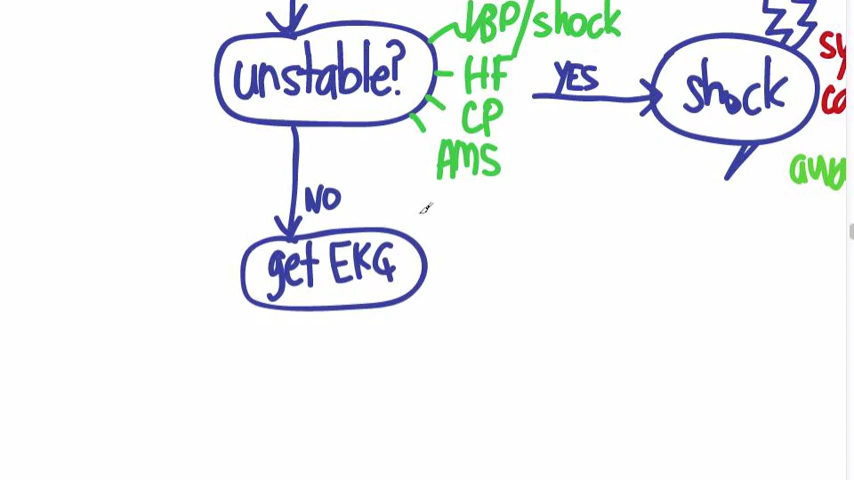 ↓BP/shock
unstable?
HF
YES
shock
CP
AMS
NO
get EKG